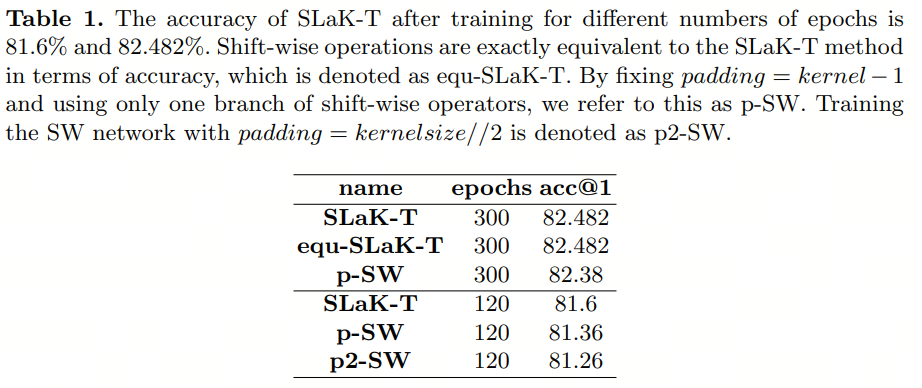 Table 1. The accuracy of SLaK-T after training for different numbers of epochs is
81.6% and 82.482%. Shift-wise operations are exactly equivalent to the SLaK-T method
in terms of accuracy, which is denoted as equ-SLaK-T. By fixing padding = kernel − 1
and using only one branch of shift-wise operators, we refer to this as p-SW. Training
the SW network with padding = kernelsize//2 is denoted as p2-SW.
name epochs acc@1
SLaK-T 300 82.482
equ-SLaK-T 300 82.482
p-SW 300 82.38
SLaK-T 120 81.6
p-SW 120 81.36
p2-SW 120 81.26